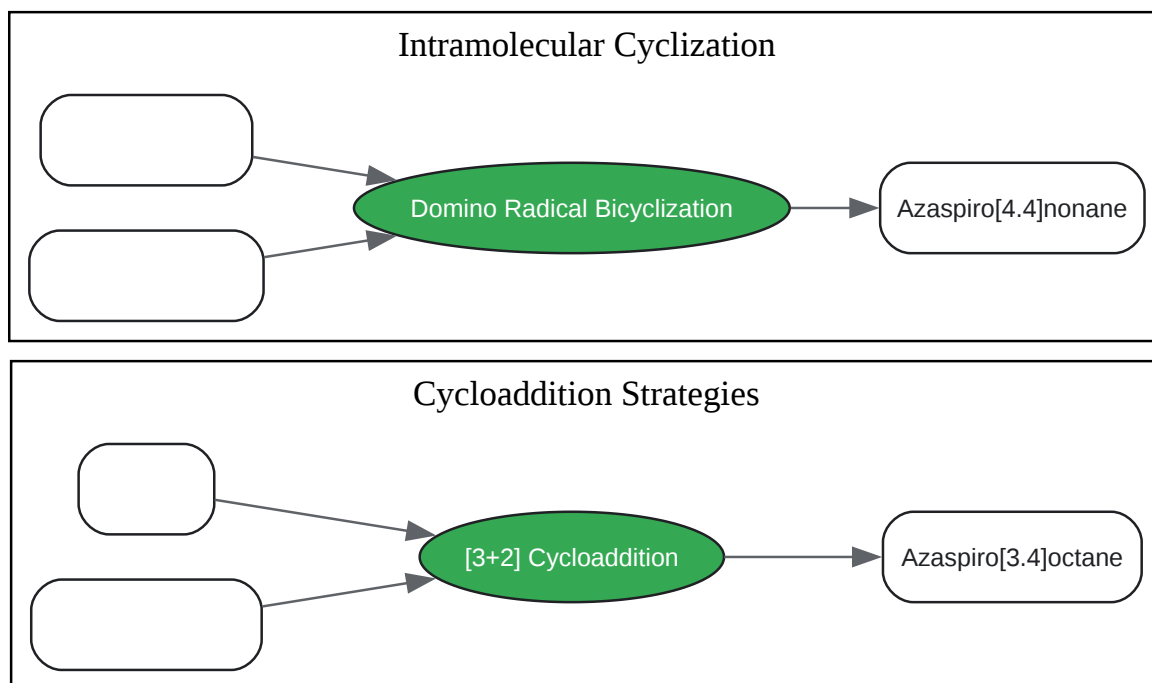 Intramolecular Cyclization
Domino Radical Bicyclization
Azaspiro[4.4]nonane
Cycloaddition Strategies
[3+2] Cycloaddition
Azaspiro[3.4]octane